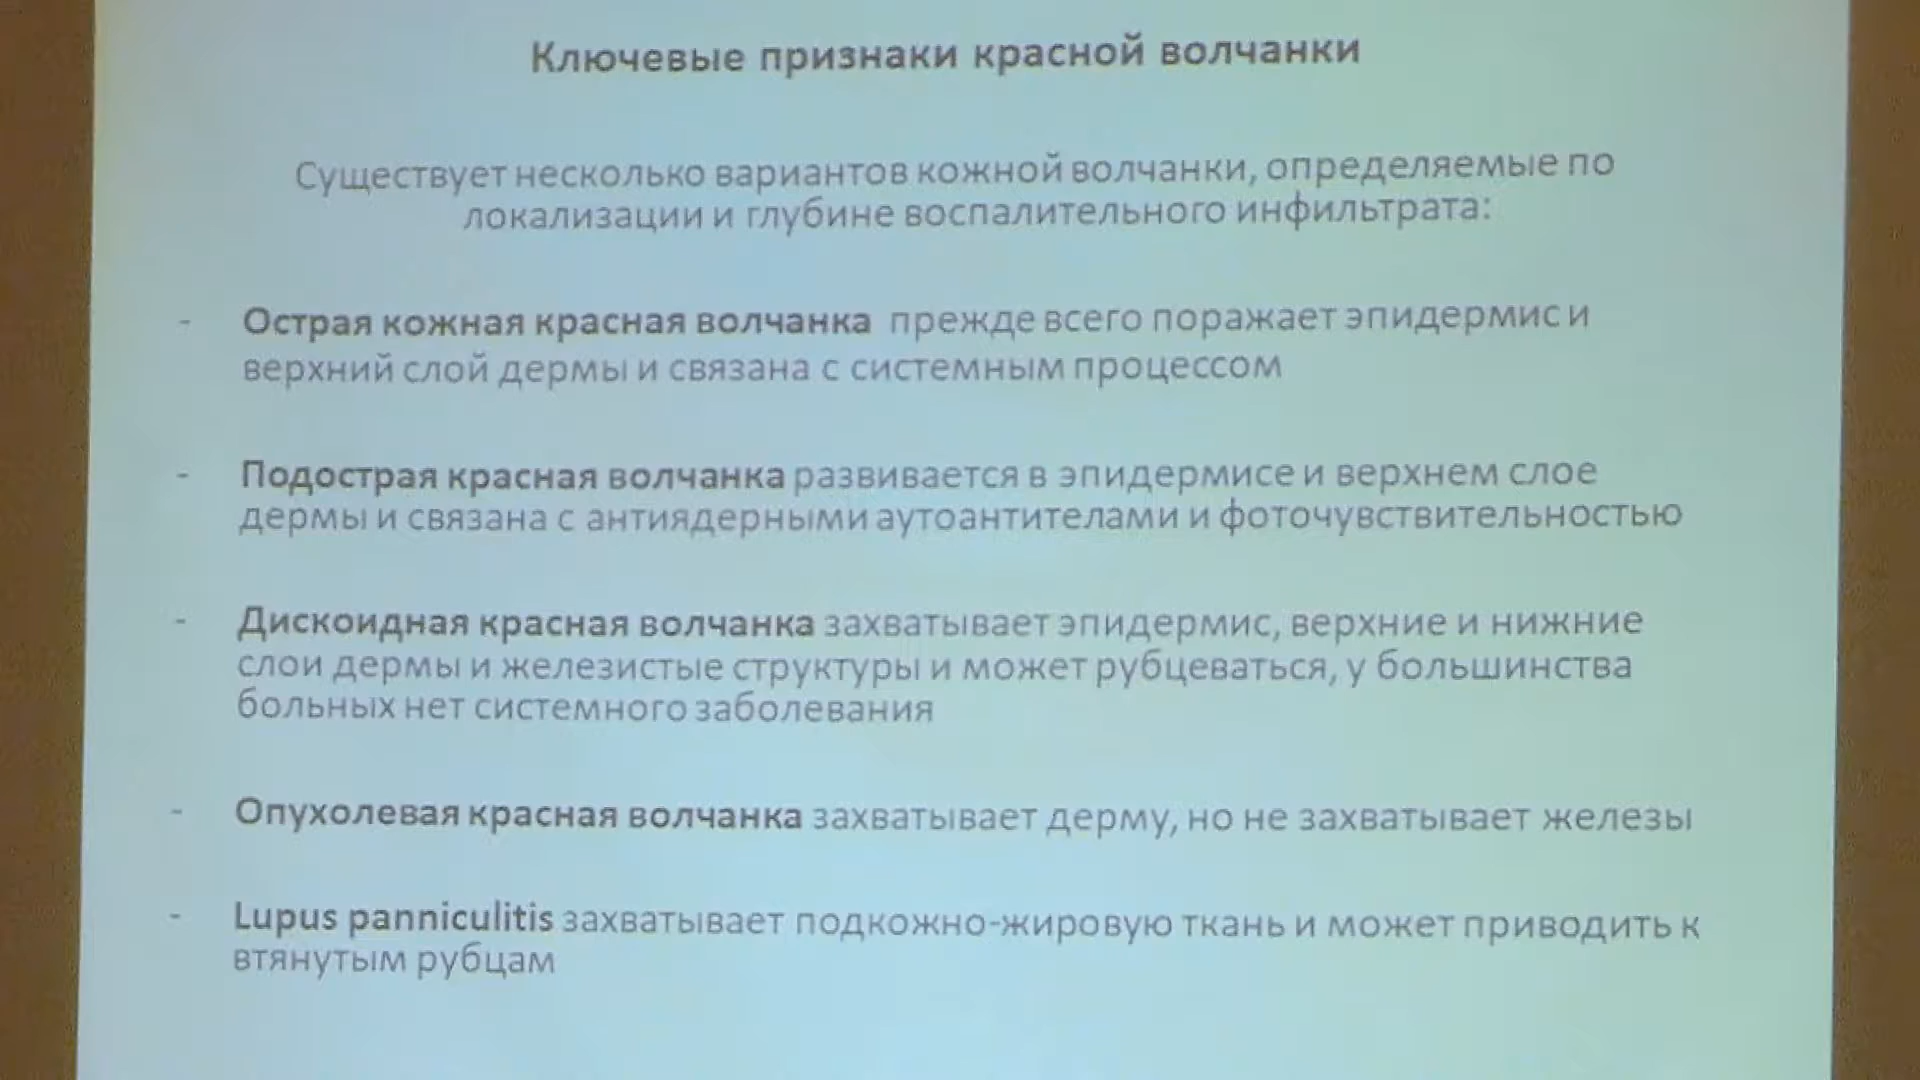 Ключевые признаки красной волчанки
Существует несколько вариантов кожной волчанки, определяемые по
локализации и глубине воспалительного инфильтрата:
- Острая кожная красная волчанка прежде всего поражает эпидермис и
верхний слой дермы и связана с системным процессом
- Подострая красная волчанка развивается в эпидермисе и верхнем слое
дермы и связана с антиядерными аутоантителами и фоточувствительностью
- Дискоидная красная волчанка захватывает эпидермис, верхние и нижние
слои дермы и железистые структуры и может рубцеваться, у большинства
больных нет системного заболевания
- Опухолевая красная волчанка захватывает дерму, но не захватывает железы
- Lupus panniculitis захватывает подкожно-жировую ткань и может приводить к
втянутым рубцам